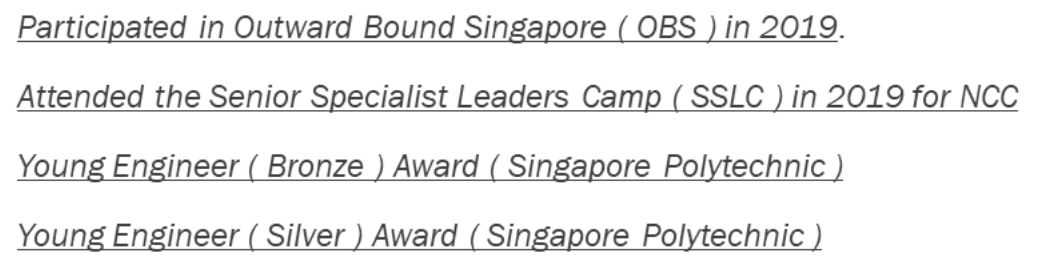 Participated in Outward Bound Singapore ( OBS ) in 2019.
Attended the Senior Specialist Leaders Camp ( SSLC ) in 2019 for NCC
Young Engineer ( Bronze ) Award ( Singapore Polytechnic )
Young Engineer ( Silver ) Award ( Singapore Polytechnic )